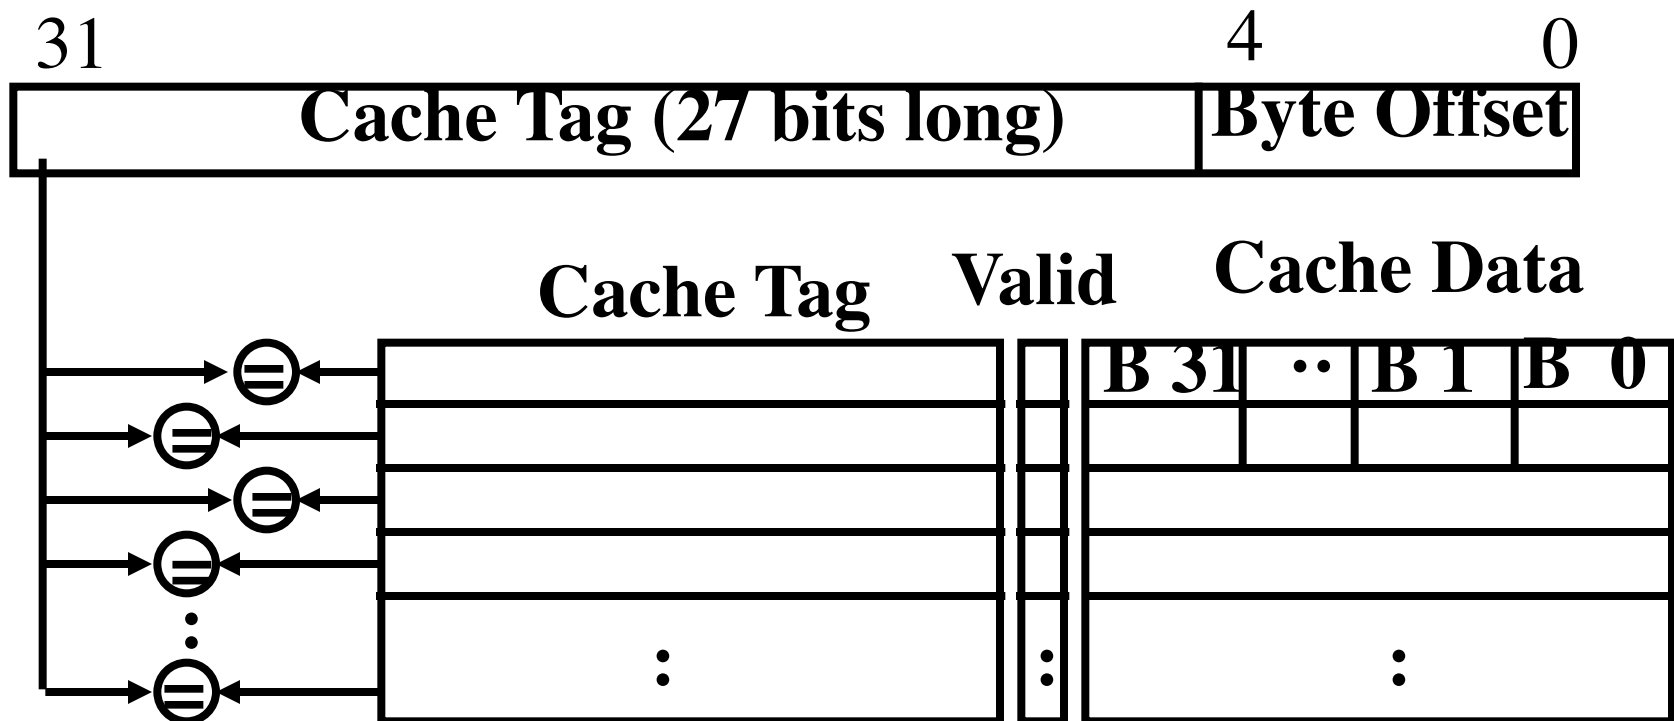 31 4 0
Cache Tag (27 bits long) Byte Offset
Cache Tag Valid Cache Data
B 31 ·· B 1 B 0
=
=
=
=
:
= : : :